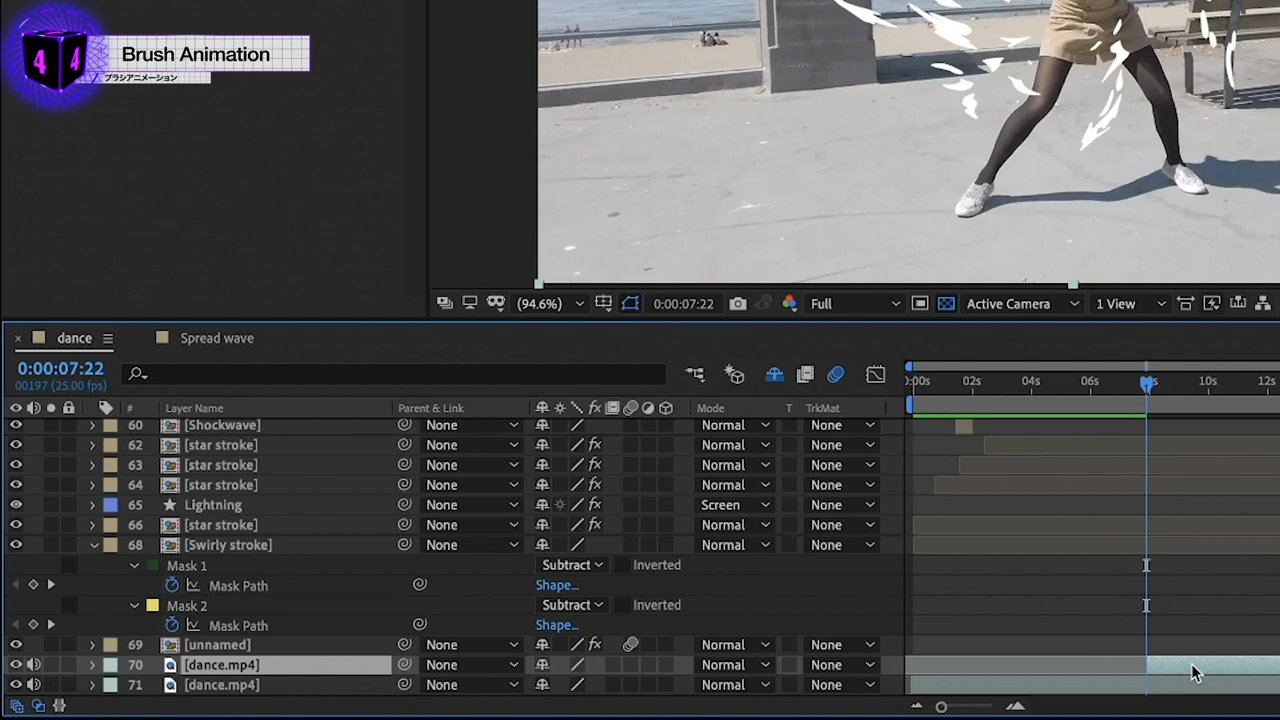 4 4 Brush Animation
ブラシアニメーション
(94.6%) 0:00:07:22 Full Active Camera 1 View
× dance Spread wave
0:00:07:22
00197 (25.00 fps)
:00s 02s 04s 06s 10s 12s
# Layer Name Parent & Link fx Mode T TrkMat
60 [Shockwave] None Normal None
62 [star stroke] None fx Normal None
63 [star stroke] None fx Normal None
64 [star stroke] None fx Normal None
65 Lightning None Screen None
66 [star stroke] None fx Normal None
68 [Swirly stroke] None Normal None
Mask 1 Subtract Inverted
Mask Path Shape...
Mask 2 Subtract Inverted
Mask Path Shape...
69 [unnamed] None fx Normal None
70 [dance.mp4] None Normal None
71 [dance.mp4] None Normal None